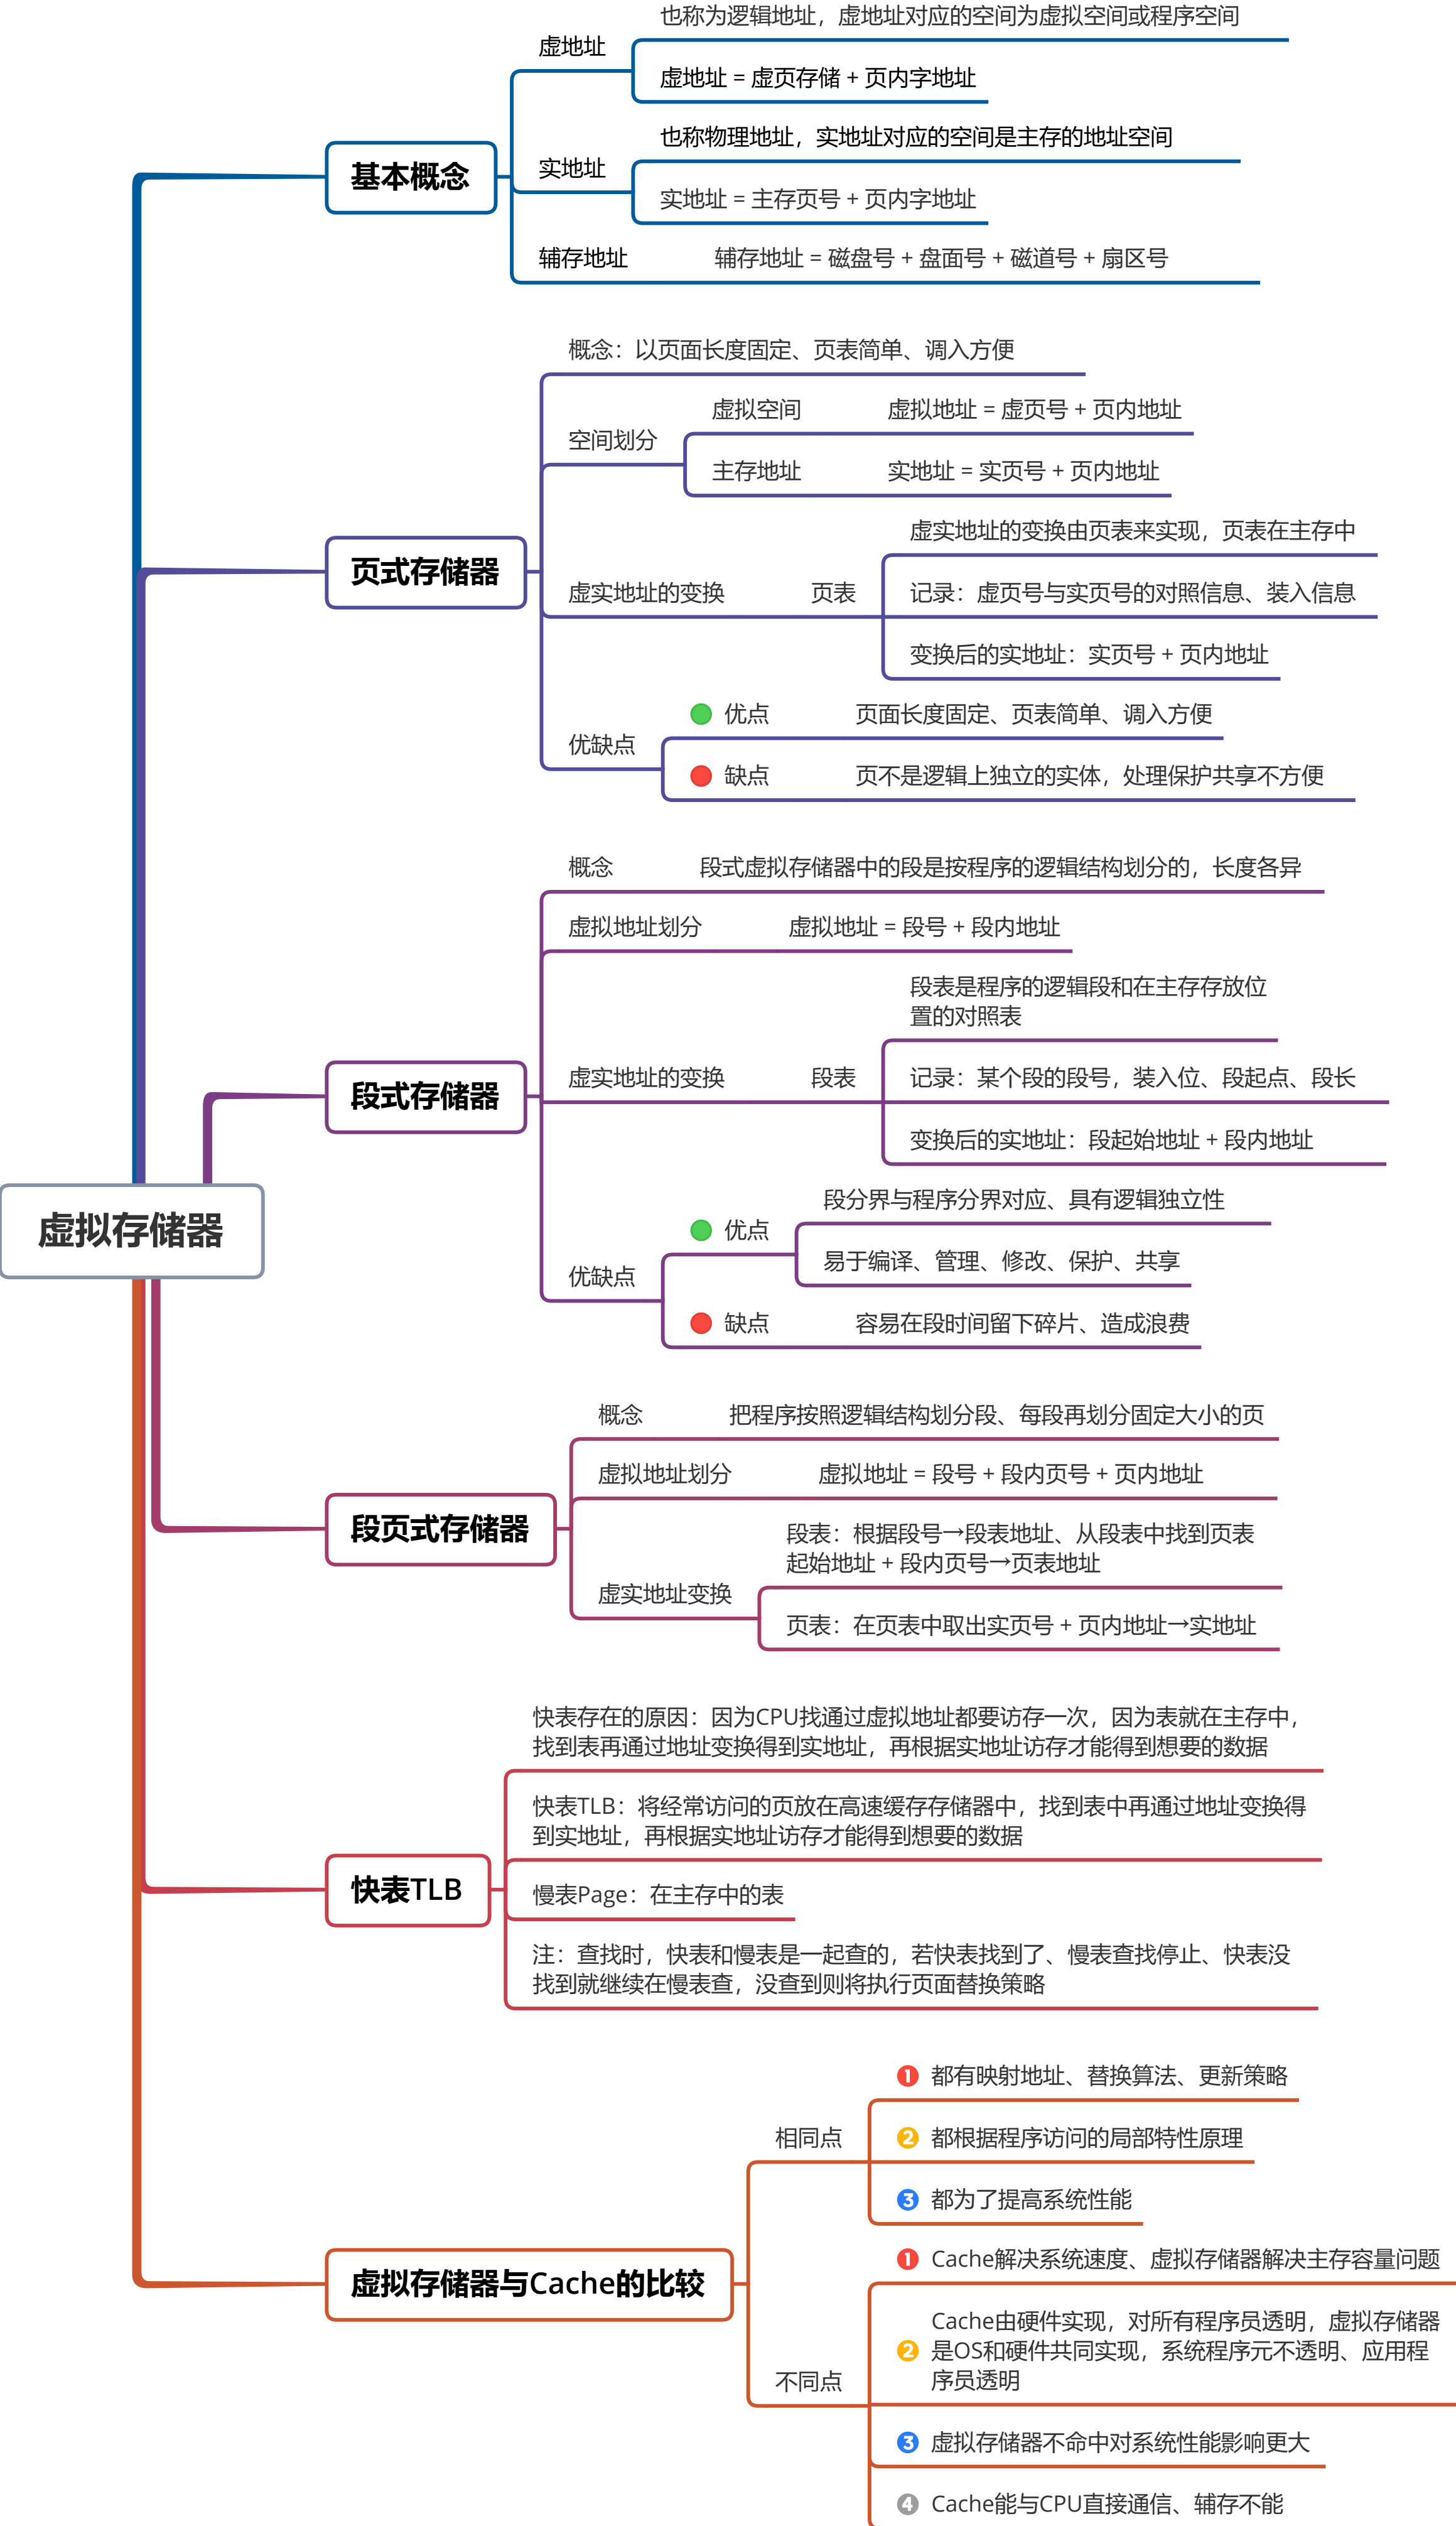 虚拟存储器
基本概念
虚地址
也称为逻辑地址，虚地址对应的空间为虚拟空间或程序空间
虚地址 = 虚页存储 + 页内字地址
实地址
也称物理地址，实地址对应的空间是主存的地址空间
实地址 = 主存页号 + 页内字地址
辅存地址
辅存地址 = 磁盘号 + 盘面号 + 磁道号 + 扇区号
页式存储器
概念：以页面长度固定、页表简单、调入方便
空间划分
虚拟空间
虚拟地址 = 虚页号 + 页内地址
主存地址
实地址 = 实页号 + 页内地址
虚实地址的变换
页表
虚实地址的变换由页表来实现，页表在主存中
记录：虚页号与实页号的对照信息、装入信息
变换后的实地址：实页号 + 页内地址
优缺点
优点
页面长度固定、页表简单、调入方便
缺点
页不是逻辑上独立的实体，处理保护共享不方便
段式存储器
概念
段式虚拟存储器中的段是按程序的逻辑结构划分的，长度各异
虚拟地址划分
虚拟地址 = 段号 + 段内地址
虚实地址的变换
段表
段表是程序的逻辑段和在主存存放位
置的对照表
记录：某个段的段号，装入位、段起点、段长
变换后的实地址：段起始地址 + 段内地址
优缺点
优点
段分界与程序分界对应、具有逻辑独立性
易于编译、管理、修改、保护、共享
缺点
容易在段时间留下碎片、造成浪费
段页式存储器
概念
把程序按照逻辑结构划分段、每段再划分固定大小的页
虚拟地址划分
虚拟地址 = 段号 + 段内页号 + 页内地址
虚实地址变换
段表：根据段号→段表地址、从段表中找到页表
起始地址 + 段内页号→页表地址
页表：在页表中取出实页号 + 页内地址→实地址
快表TLB
快表存在的原因：因为CPU找通过虚拟地址都要访存一次，因为表就在主存中，
找到表再通过地址变换得到实地址，再根据实地址访存才能得到想要的数据
快表TLB：将经常访问的页放在高速缓存存储器中，找到表中再通过地址变换得
到实地址，再根据实地址访存才能得到想要的数据
慢表Page：在主存中的表
注：查找时，快表和慢表是一起查的，若快表找到了、慢表查找停止、快表没
找到就继续在慢表查，没查到则将执行页面替换策略
虚拟存储器与Cache的比较
相同点
1 都有映射地址、替换算法、更新策略
2 都根据程序访问的局部特性原理
3 都为了提高系统性能
不同点
1 Cache解决系统速度、虚拟存储器解决主存容量问题
2 Cache由硬件实现，对所有程序员透明，虚拟存储器
是OS和硬件共同实现，系统程序元不透明、应用程
序员透明
3 虚拟存储器不命中对系统性能影响更大
4 Cache能与CPU直接通信、辅存不能